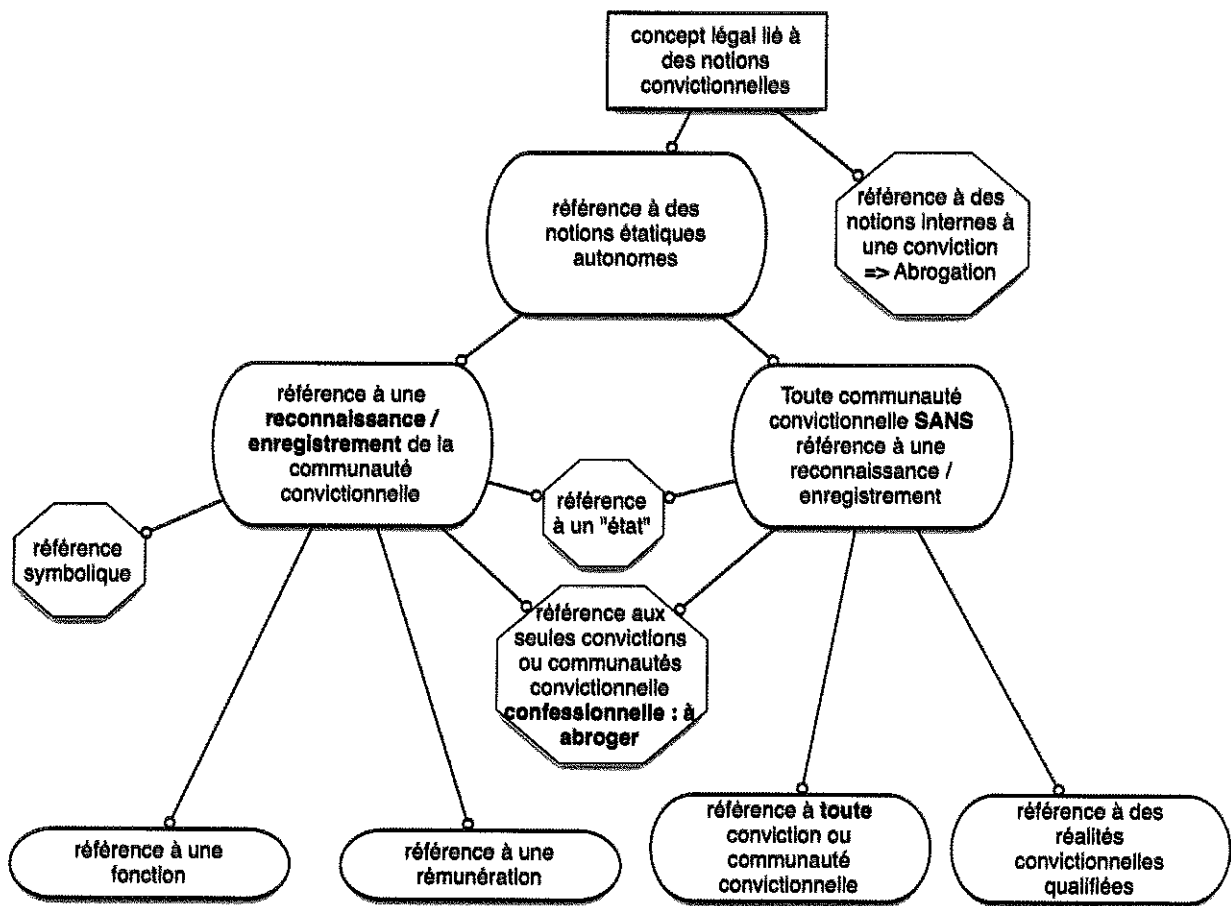 concept légal lié à
des notions
convictionnelles
référence à des
notions étatiques
autonomes
référence à des
notions internes à
une conviction
=> Abrogation
référence à une
reconnaissance /
enregistrement de la
communauté
convictionnelle
Toute communauté
convictionnelle SANS
référence à une
reconnaissance /
enregistrement
référence
à un "état"
référence
symbolique
référence aux
seules convictions
ou communautés
convictionnelle
confessionnelle : à
abroger
référence à une
fonction
référence à une
rémunération
référence à toute
conviction ou
communauté
convictionnelle
référence à des
réalités
convictionnelles
qualifiées